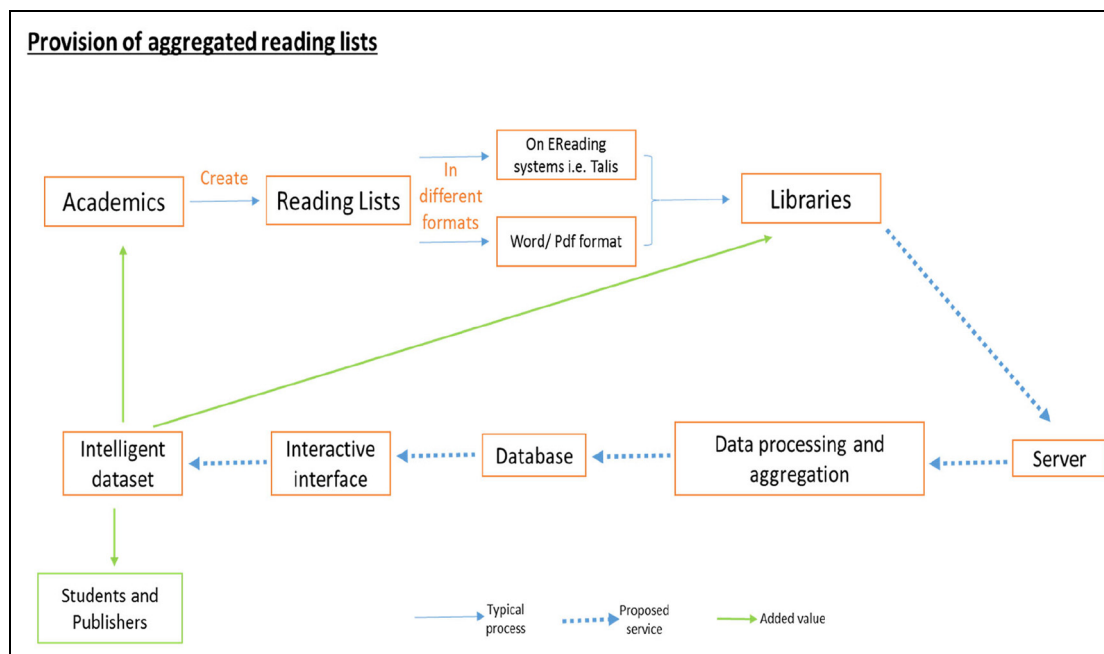 Provision of aggregated reading lists
On EReading
systems i.e. Talis
Create
In
different
formats
Academics
Reading Lists
Libraries
Word/ Pdf format
Intelligent
dataset
Interactive
interface
Database
Data processing and
aggregation
Server
Students and
Publishers
Typical
process
Proposed
service
Added value